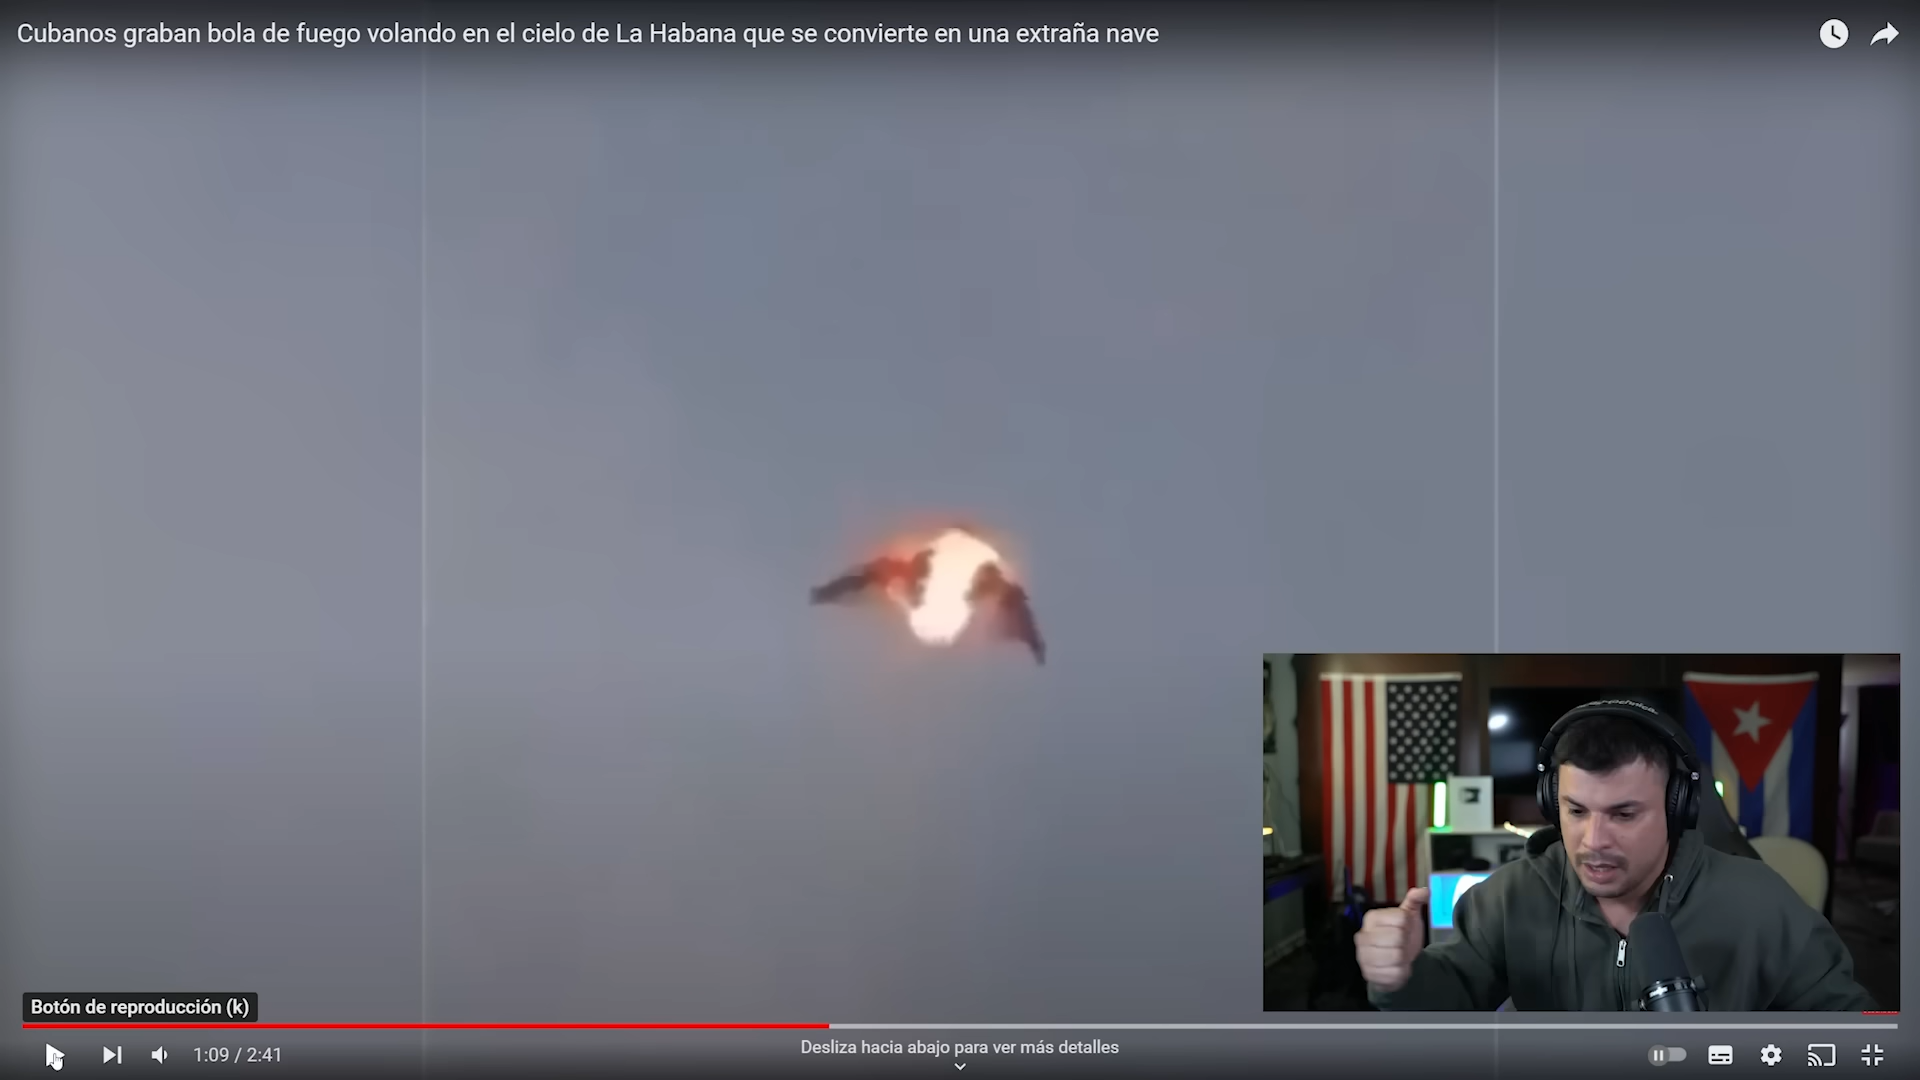 Cubanos graban bola de fuego volando en el cielo de La Habana que se convierte en una extraña nave
Botón de reproducción (k)
1:09 / 2:41
Desliza hacia abajo para ver más detalles